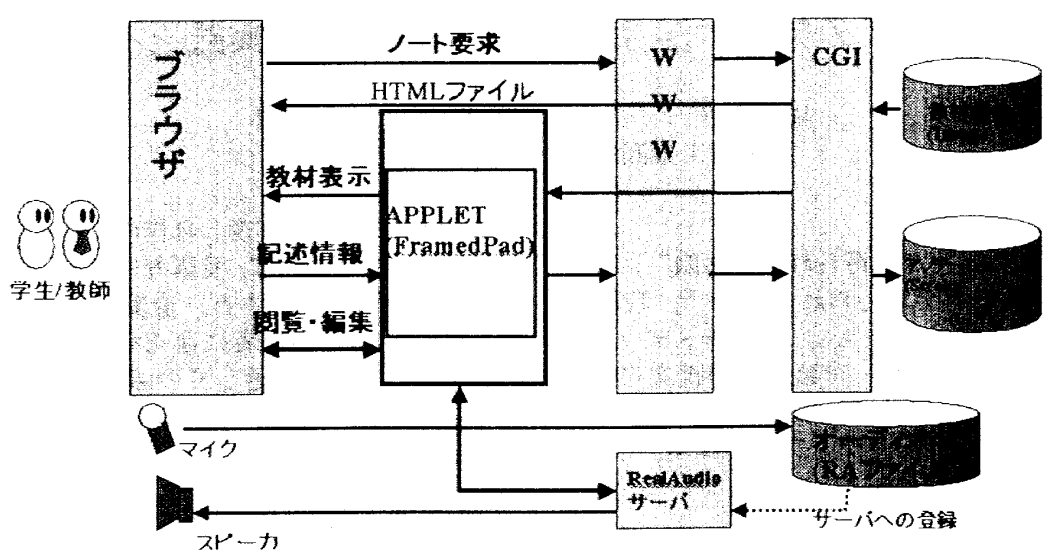 ブラウザ
ノート要求
HTMLファイル
教材表示
APPLET
(FramedPad)
記述情報
閲覧・編集
学生/教師
W
W
W
CGI
マイク
スピーカ
RealAudio
サーバ
サーバへの登録